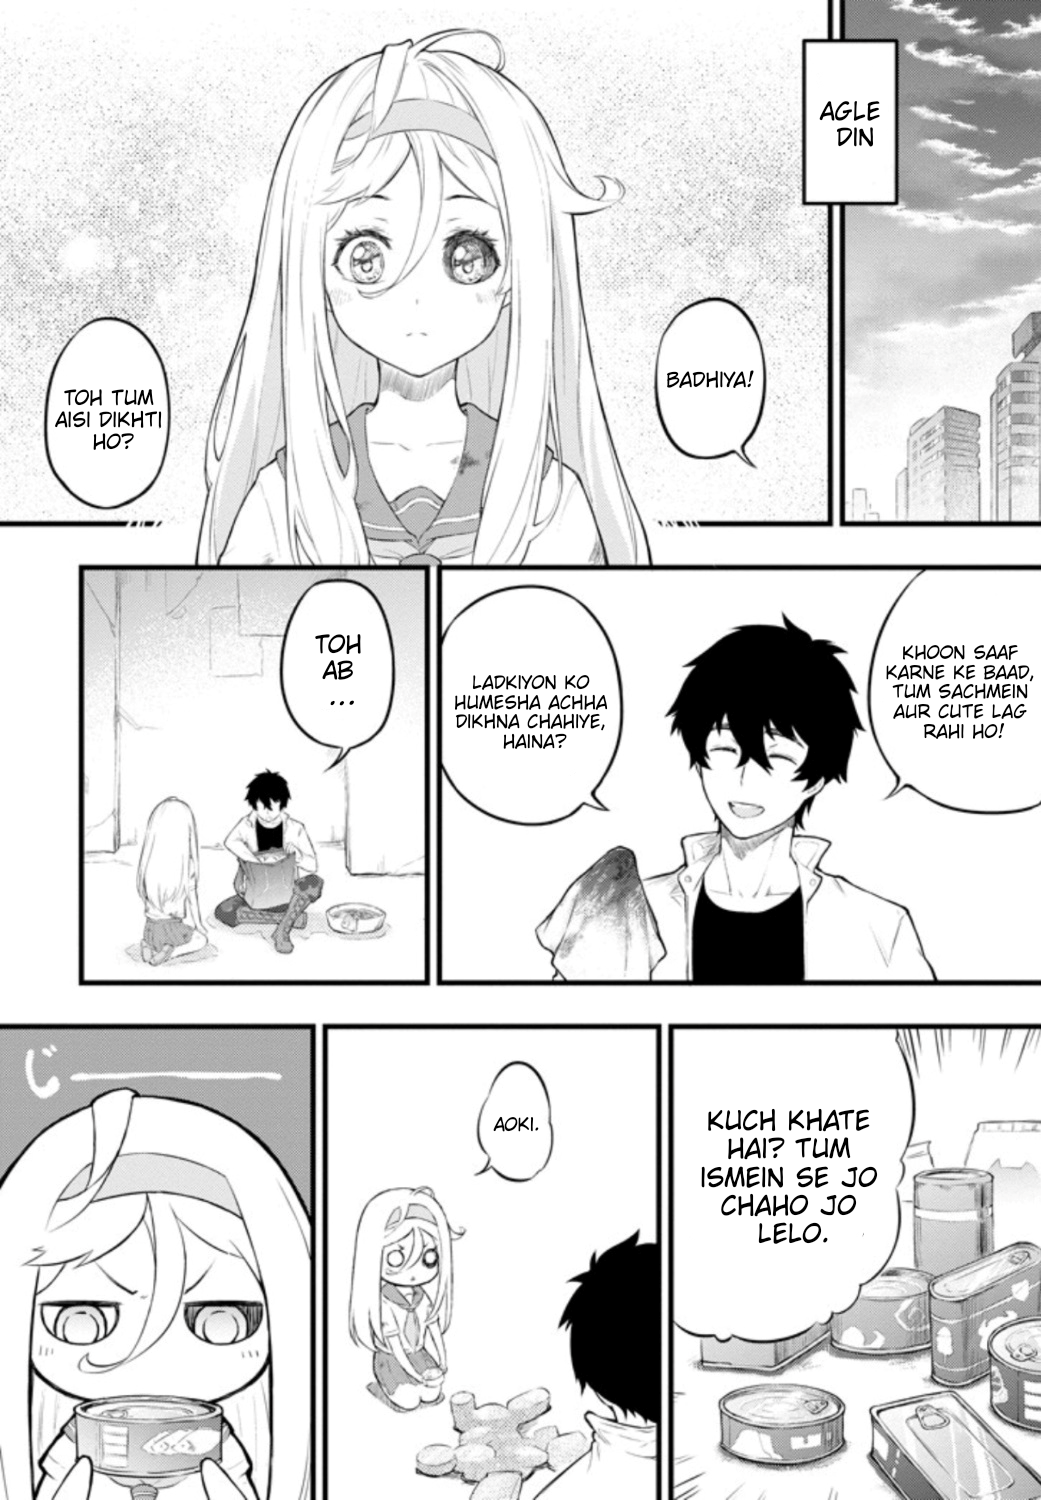 AGLE
DIN
BADHIYA!
TOH TUM
AISI DIKHTI
HO?
KHOON SAAF
KARNE KE BAAD,
TUM SACHMEIN
AUR CUTE LAG
RAHI HO!
LADKIYON KO
HUMESHA ACHHA
DIKHNA CHAHIYE,
HAINA?
TOH
AB
...
KUCH KHATE
HAI? TUM
ISMEIN SE JO
CHAHO JO
LELO.
AOKI.
じー